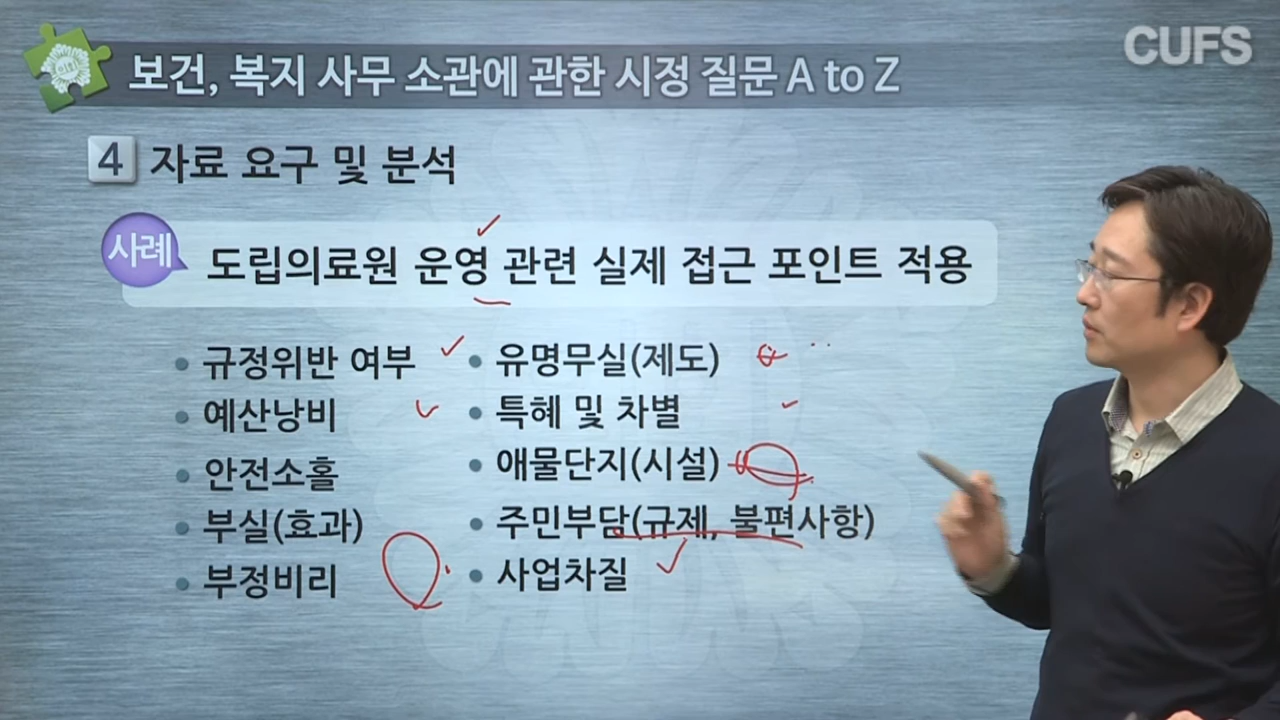 CUFS
보건, 복지 사무 소관에 관한 시정 질문 A to Z
4 자료 요구 및 분석
사례 도립의료원 운영 관련 실제 접근 포인트 적용
규정위반 여부
예산낭비
안전소홀
부실(효과)
부정비리
유명무실(제도)
특혜 및 차별
애물단지(시설)
주민부담(규제, 불편사항)
사업차질